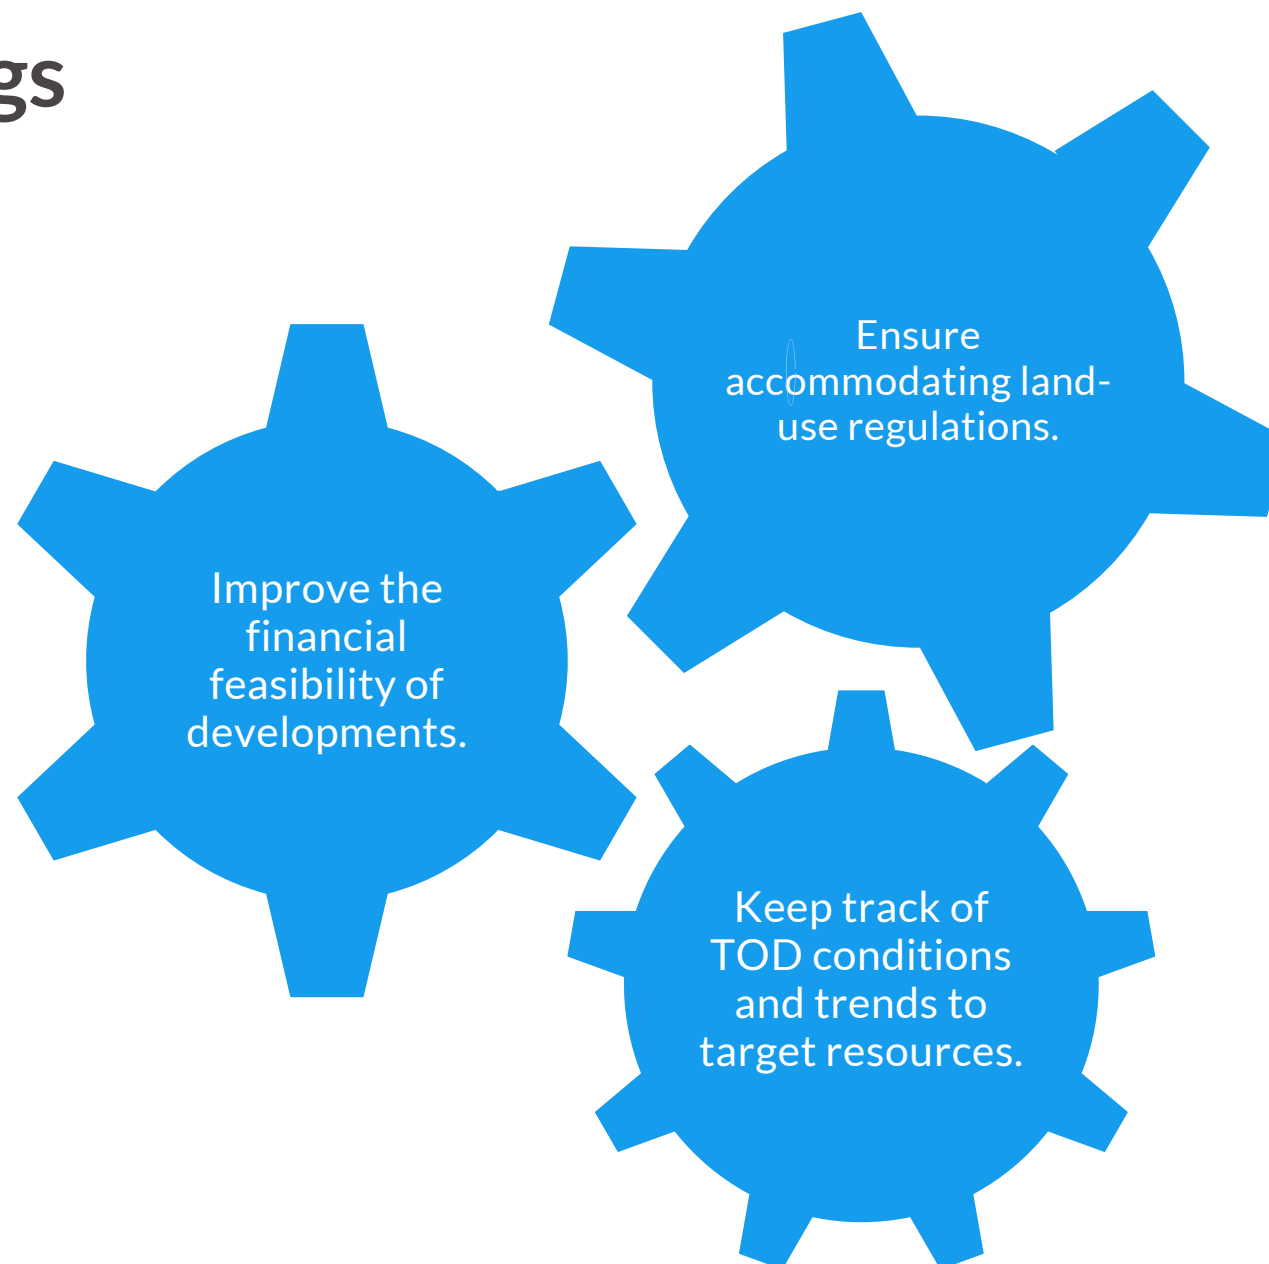 gs
Ensure
accommodating land-
use regulations.
Improve the
financial
feasibility of
developments.
Keep track of
TOD conditions
and trends to
target resources.